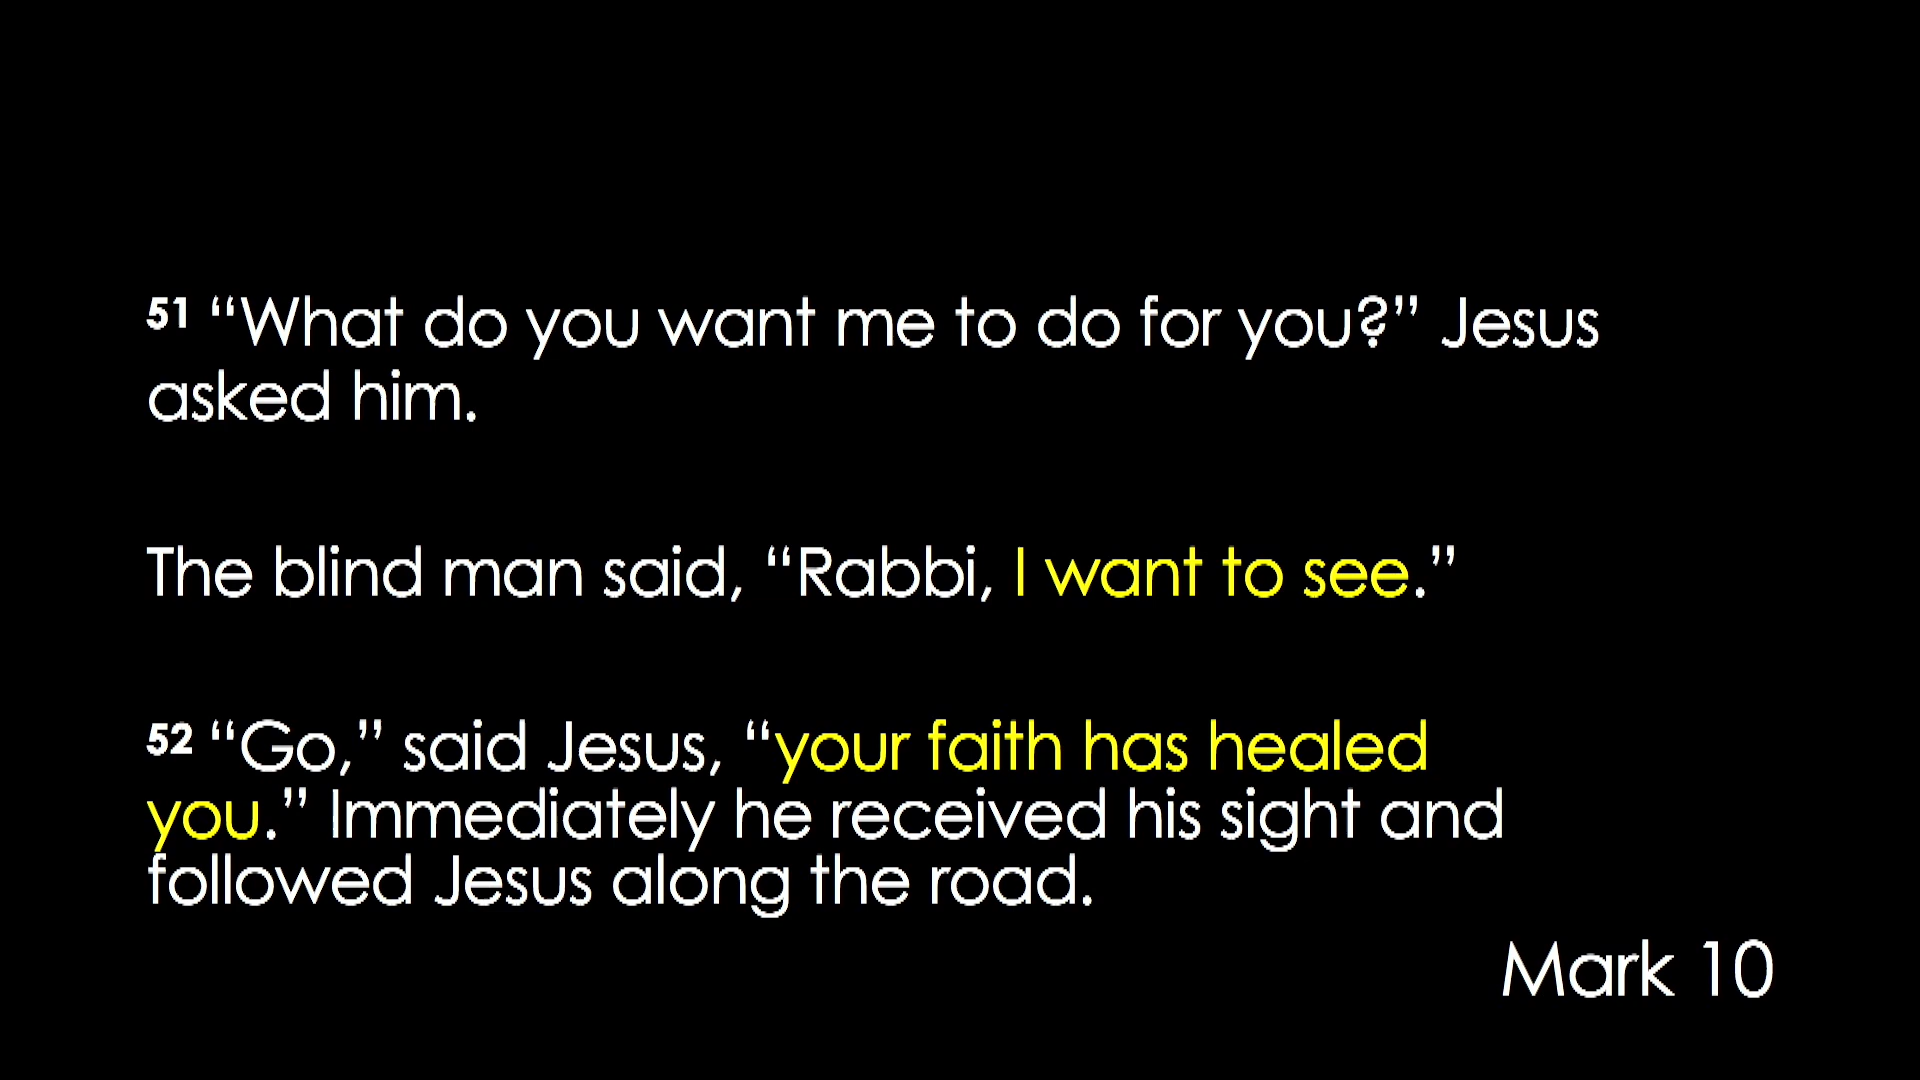 51 “What do you want me to do for you?” Jesus
asked him.
The blind man said, “Rabbi, I want to see.”
52 “Go,” said Jesus, “your faith has healed
you.” Immediately he received his sight and
followed Jesus along the road.
Mark 10